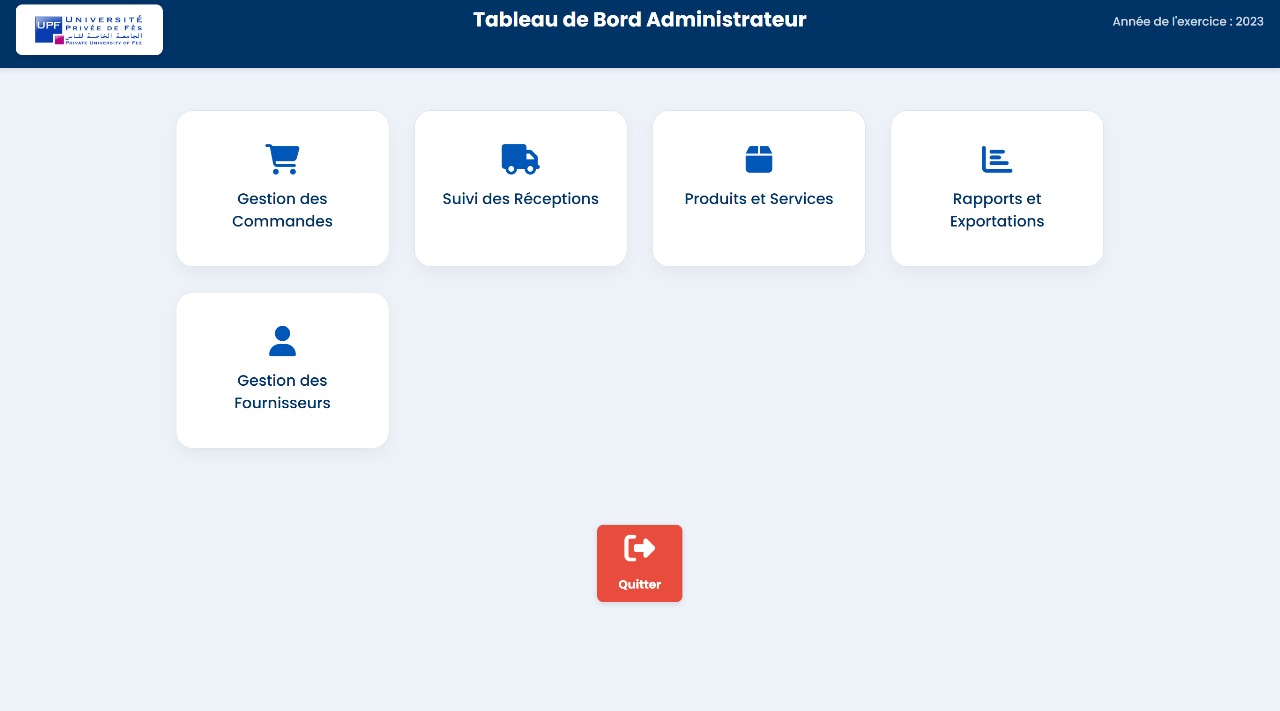 UPF
UNIVERSITÉ
PRIVÉE DE FÈS
الجامعة الخاصة لفاس
PRIVATE UNIVERSITY OF FEZ
Tableau de Bord Administrateur
Année de l'exercice : 2023
Gestion des
Commandes
Suivi des Réceptions
Produits et Services
Rapports et
Exportations
Gestion des
Fournisseurs
Quitter